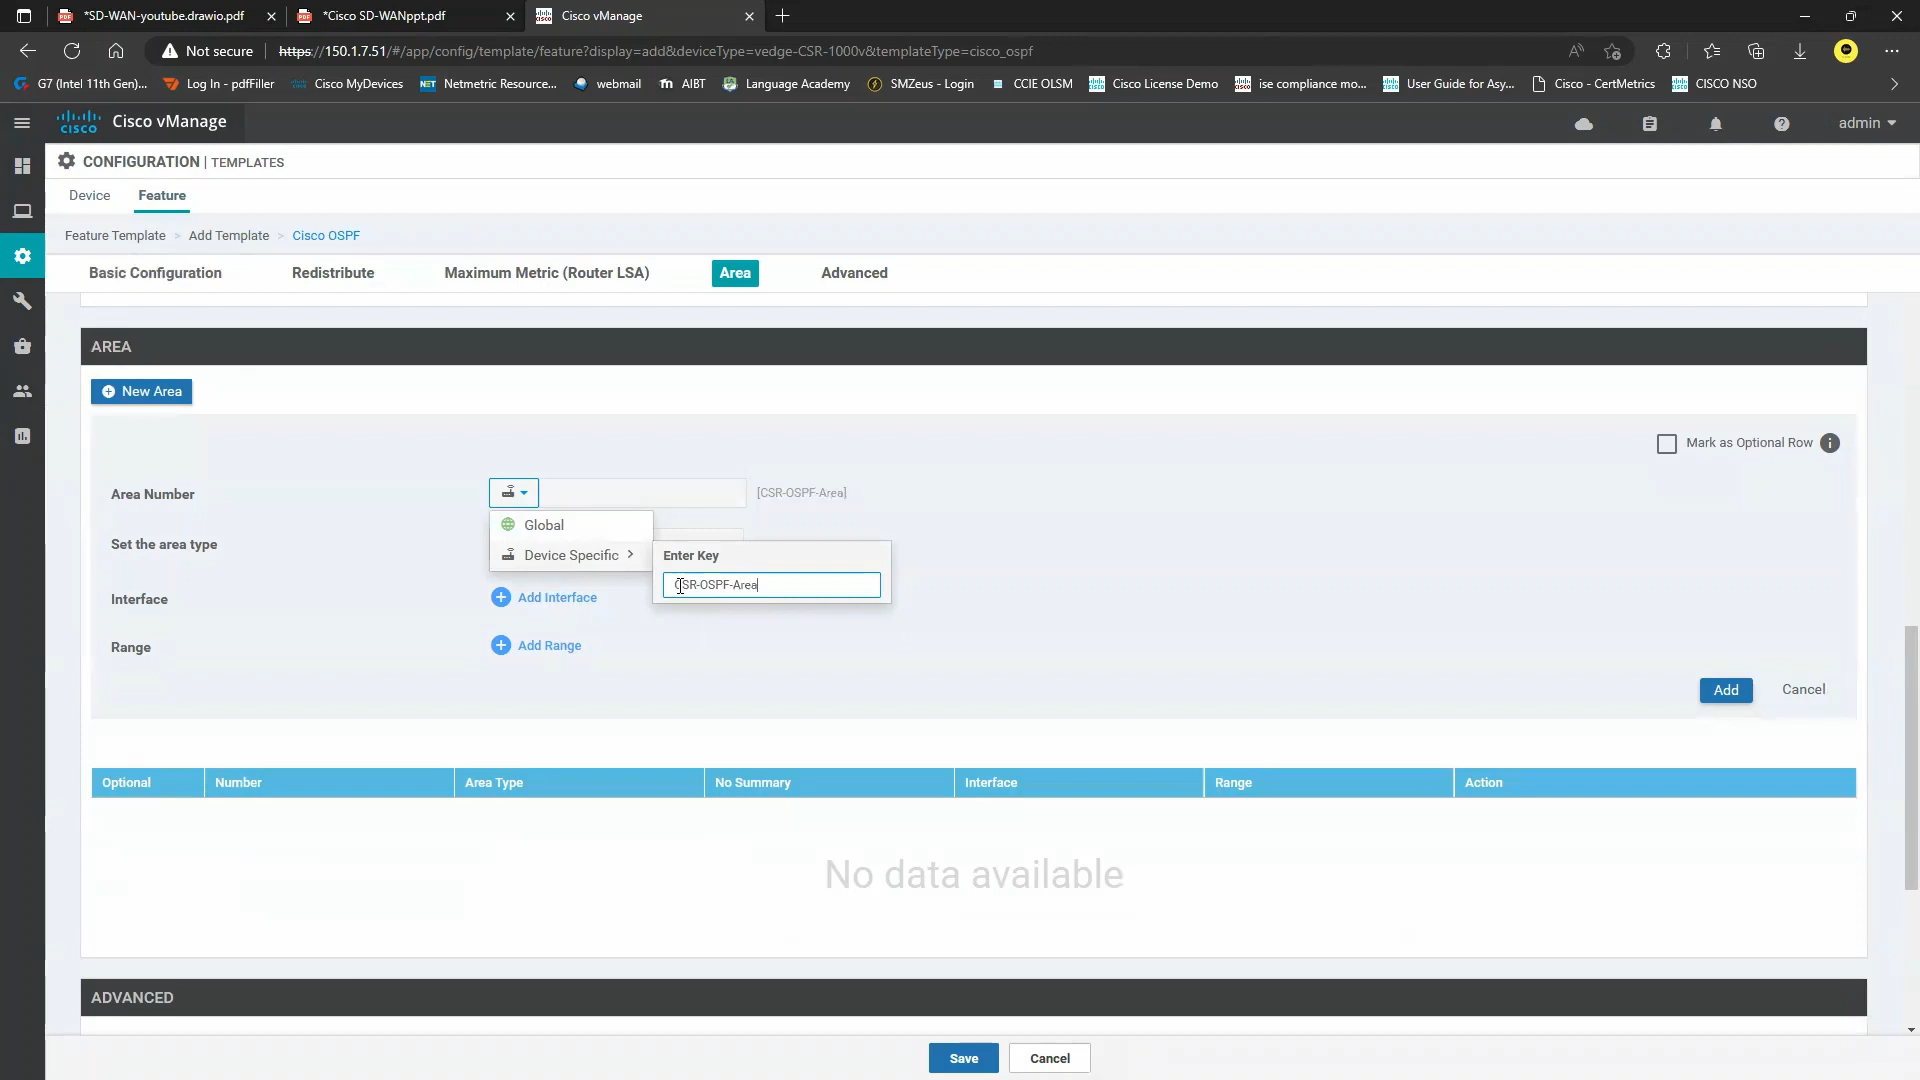 *SD-WAN-youtube.drawio.pdf
*Cisco SD-WANppt.pdf
Cisco vManage
Not secure
https://150.1.7.51/#/app/config/template/feature?display=add&deviceType=vedge-CSR-1000v&templateType=cisco_ospf
G7 (Intel 11th Gen)...
Log In - pdfFiller
Cisco MyDevices
NET
Netmetric Resource...
webmail
AIBT
Language Academy
SMZeus - Login
CCIE OLSM
Cisco License Demo
ise compliance mo...
User Guide for Asy...
Cisco - CertMetrics
CISCO NSO
cisco
Cisco vManage
admin
CONFIGURATION | TEMPLATES
Device
Feature
Feature Template > Add Template > Cisco OSPF
Basic Configuration
Redistribute
Maximum Metric (Router LSA)
Area
Advanced
AREA
New Area
Mark as Optional Row
Area Number
[CSR-OSPF-Area]
Global
Set the area type
Device Specific >
Enter Key
CSR-OSPF-Area
Interface
Add Interface
Range
Add Range
Add
Cancel
Optional
Number
Area Type
No Summary
Interface
Range
Action
No data available
ADVANCED
Save
Cancel